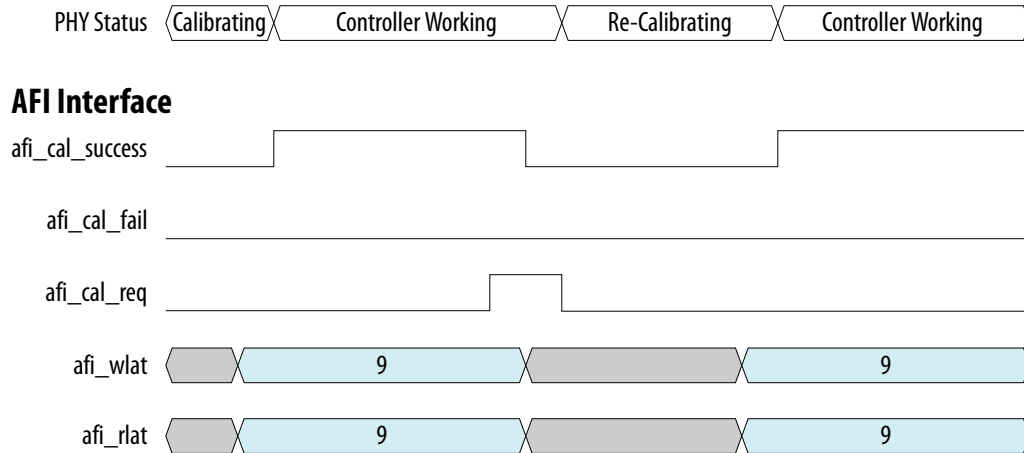 PHY Status Calibrating Controller Working Re-Calibrating Controller Working
AFI Interface
afi_cal_success
afi_cal_fail
afi_cal_req
afi_wlat 9 9
afi_rlat 9 9